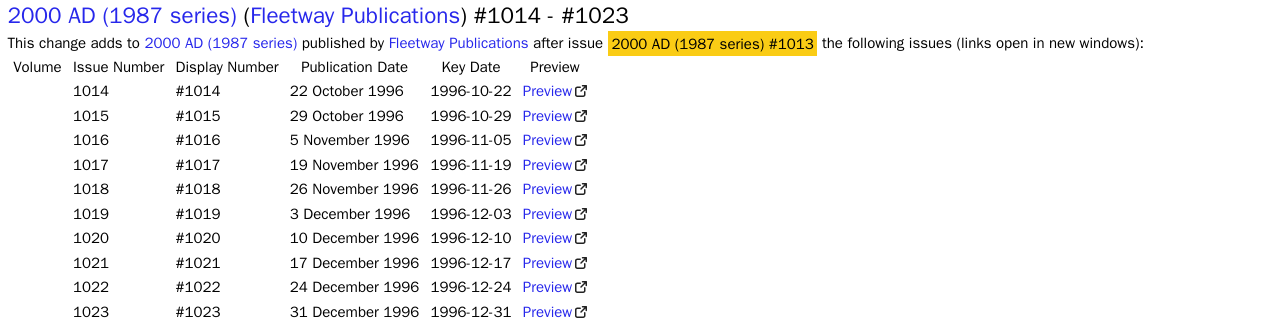 2000 AD (1987 series) (Fleetway Publications) #1014 - #1023
This change adds to 2000 AD (1987 series) published by Fleetway Publications after issue 2000 AD (1987 series) #1013 the following issues (links open in new windows):
Volume Issue Number Display Number Publication Date Key Date Preview
1014 #1014 22 October 1996 1996-10-22 Preview
1015 #1015 29 October 1996 1996-10-29 Preview
1016 #1016 5 November 1996 1996-11-05 Preview
1017 #1017 19 November 1996 1996-11-19 Preview
1018 #1018 26 November 1996 1996-11-26 Preview
1019 #1019 3 December 1996 1996-12-03 Preview
1020 #1020 10 December 1996 1996-12-10 Preview
1021 #1021 17 December 1996 1996-12-17 Preview
1022 #1022 24 December 1996 1996-12-24 Preview
1023 #1023 31 December 1996 1996-12-31 Preview